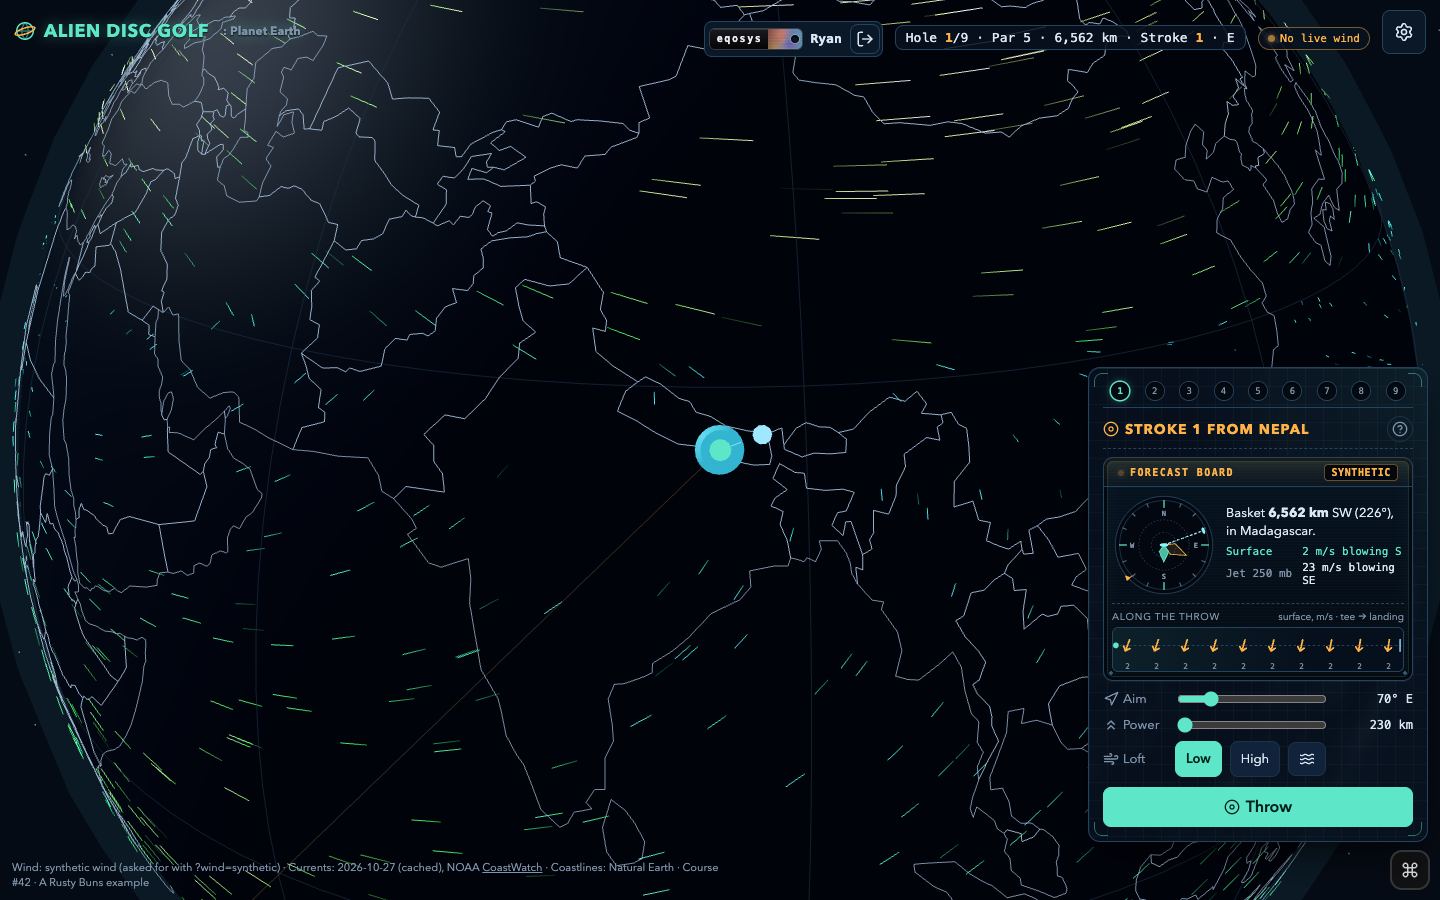 ALIEN DISC GOLF .: Planet Earth
eqosys Ryan
Hole 1/9 · Par 5 · 6,562 km · Stroke 1 · E
No live wind
1 2 3 4 5 6 7 8 9
STROKE 1 FROM NEPAL
FORECAST BOARD SYNTHETIC
N
W E
S
Basket 6,562 km SW (226°),
in Madagascar.
Surface 2 m/s blowing S
Jet 250 mb 23 m/s blowing
SE
ALONG THE THROW surface, m/s · tee → landing
2 2 2 2 2 2 2 2 2 2
Aim 70° E
Power 230 km
Loft Low High
Throw
Wind: synthetic wind (asked for with ?wind=synthetic) · Currents: 2026-10-27 (cached), NOAA CoastWatch · Coastlines: Natural Earth · Course
#42 · A Rusty Buns example